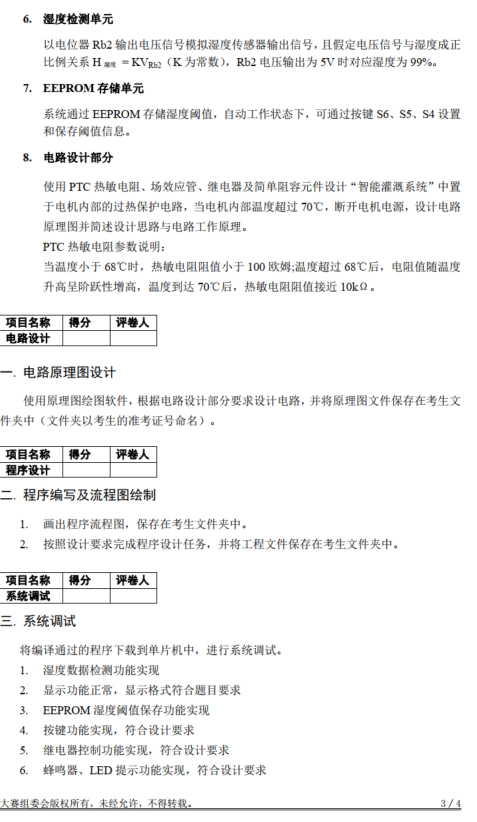 6. 湿度检测单元
以电位器 Rb2 输出电压信号模拟湿度传感器输出信号，且假定电压信号与湿度成正
比例关系 H 湿度 = KVRb2（K 为常数），Rb2 电压输出为 5V 时对应湿度为 99%。
7. EEPROM 存储单元
系统通过 EEPROM 存储湿度阈值，自动工作状态下，可通过按键 S6、S5、S4 设置
和保存阈值信息。
8. 电路设计部分
使用 PTC 热敏电阻、场效应管、继电器及简单阻容元件设计“智能灌溉系统”中置
于电机内部的过热保护电路，当电机内部温度超过 70℃，断开电机电源，设计电路
原理图并简述设计思路与电路工作原理。
PTC 热敏电阻参数说明：
当温度小于 68℃时，热敏电阻阻值小于 100 欧姆;温度超过 68℃后，电阻值随温度
升高呈阶跃性增高，温度到达 70℃后，热敏电阻阻值接近 10kΩ。
项目名称 得分 评卷人
电路设计
一. 电路原理图设计
使用原理图绘图软件，根据电路设计部分要求设计电路，并将原理图文件保存在考生文
件夹中（文件夹以考生的准考证号命名）。
项目名称 得分 评卷人
程序设计
二. 程序编写及流程图绘制
1. 画出程序流程图，保存在考生文件夹中。
2. 按照设计要求完成程序设计任务，并将工程文件保存在考生文件夹中。
项目名称 得分 评卷人
系统调试
三. 系统调试
将编译通过的程序下载到单片机中，进行系统调试。
1. 湿度数据检测功能实现
2. 显示功能正常，显示格式符合题目要求
3. EEPROM 湿度阈值保存功能实现
4. 按键功能实现，符合设计要求
5. 继电器控制功能实现，符合设计要求
6. 蜂鸣器、LED 提示功能实现，符合设计要求
大赛组委会版权所有，未经允许，不得转载。 3 / 4